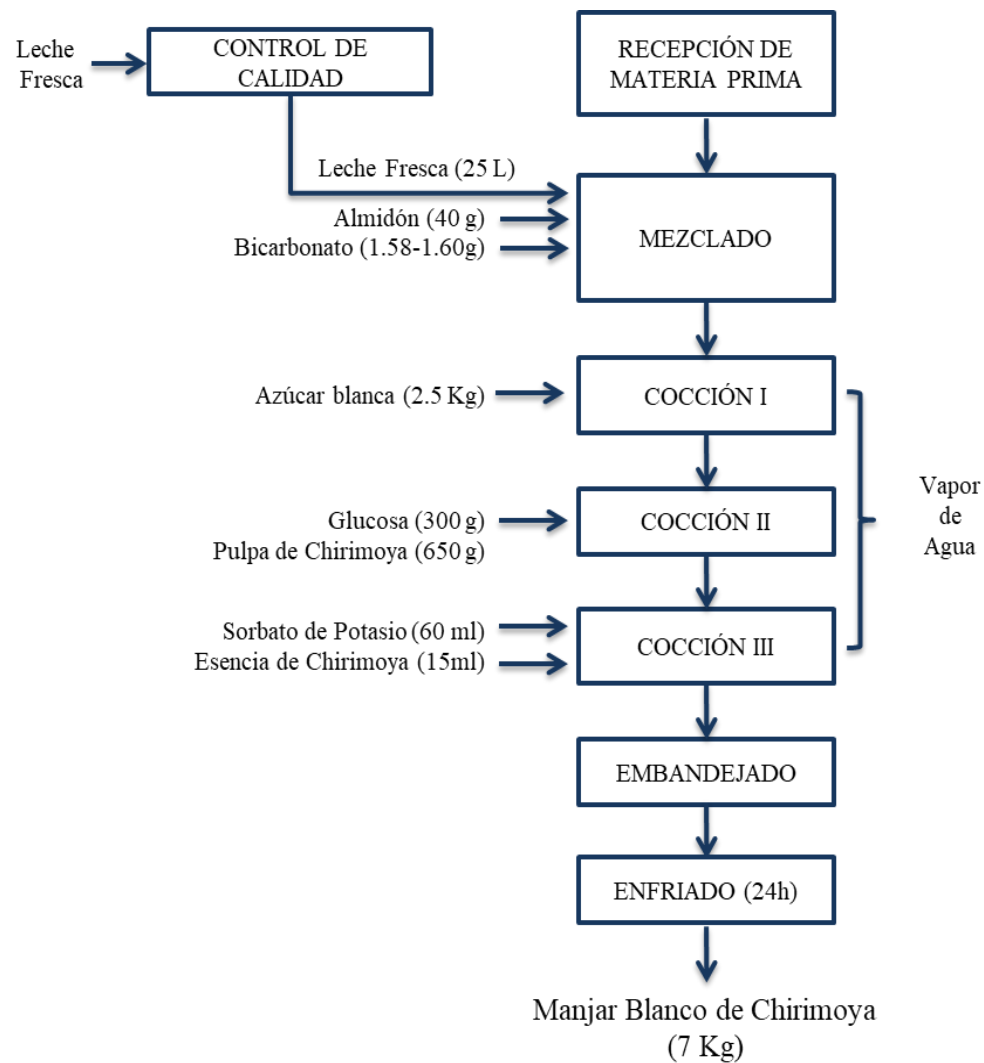 Leche
Fresca
CONTROL DE
CALIDAD
RECEPCIÓN DE
MATERIA PRIMA
Leche Fresca (25 L)
Almidón (40 g)
Bicarbonato (1.58-1.60g)
MEZCLADO
Azúcar blanca (2.5 Kg)
COCCIÓN I
Glucosa (300 g)
Pulpa de Chirimoya (650 g)
COCCIÓN II
Vapor
de
Agua
Sorbato de Potasio (60 ml)
Esencia de Chirimoya (15ml)
COCCIÓN III
EMBANDEJADO
ENFRIADO (24h)
Manjar Blanco de Chirimoya
(7 Kg)